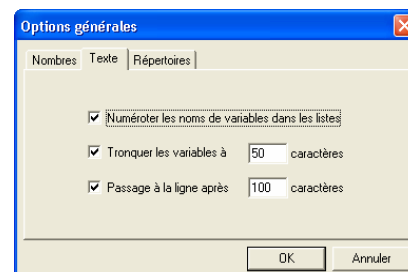 Options générales
Nombres Texte Répertoires
Numéroter les noms de variables dans les listes
Tronquer les variables à 50 caractères
Passage à la ligne après 100 caractères
OK Annuler